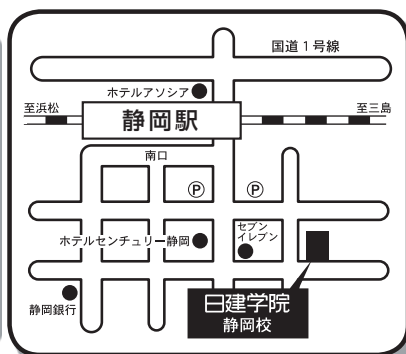 国道1号線
ホテルアソシア
至浜松
静岡駅
至三島
南口
P
P
ホテルセンチュリー静岡
セブン
イレブン
静岡銀行
日建学院
静岡校